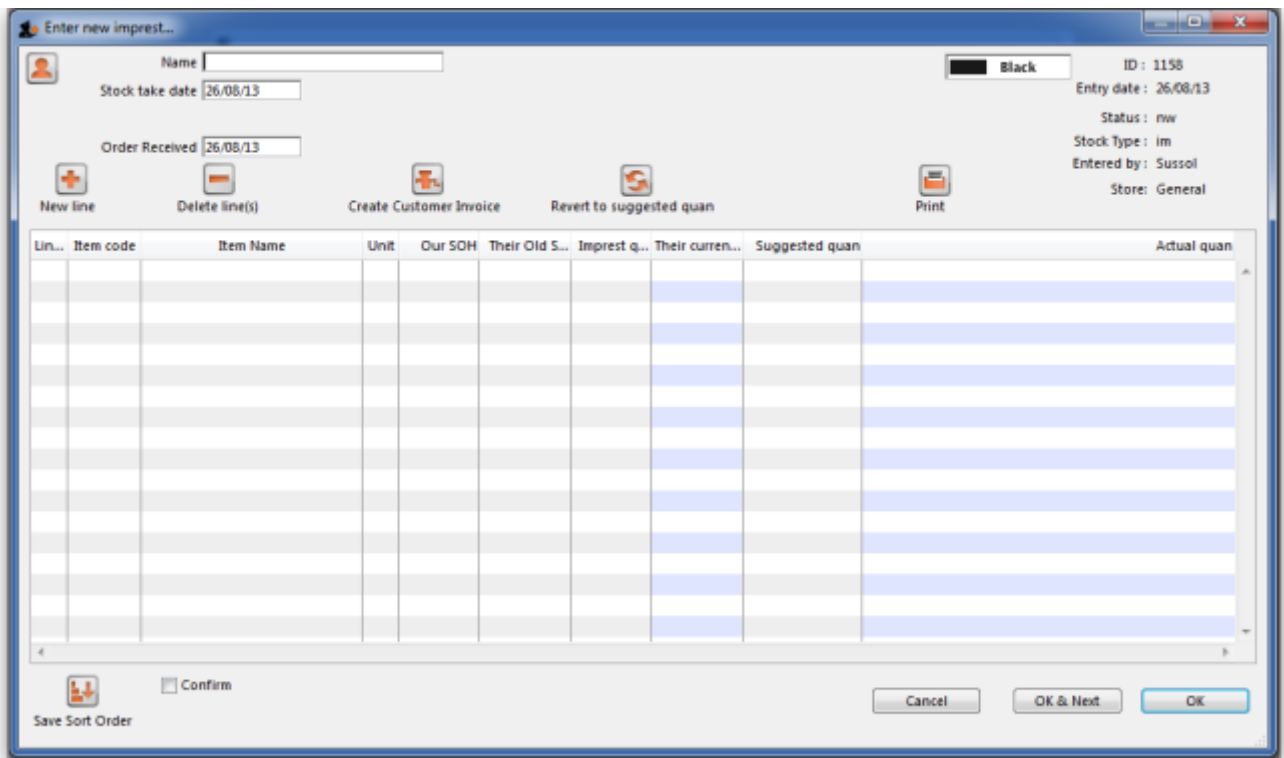 Enter new imprest...
Name Black ID : 1158
Stock take date 26/08/13 Entry date : 26/08/13
Status : nw
Order Received 26/08/13 Stock Type : im
Entered by : Sussol
Store: General
New line Delete line(s) Create Customer Invoice Revert to suggested quan Print
Lin... Item code Item Name Unit Our SOH Their Old S... Imprest q... Their curren... Suggested quan Actual quan
Confirm
Cancel OK & Next OK
Save Sort Order